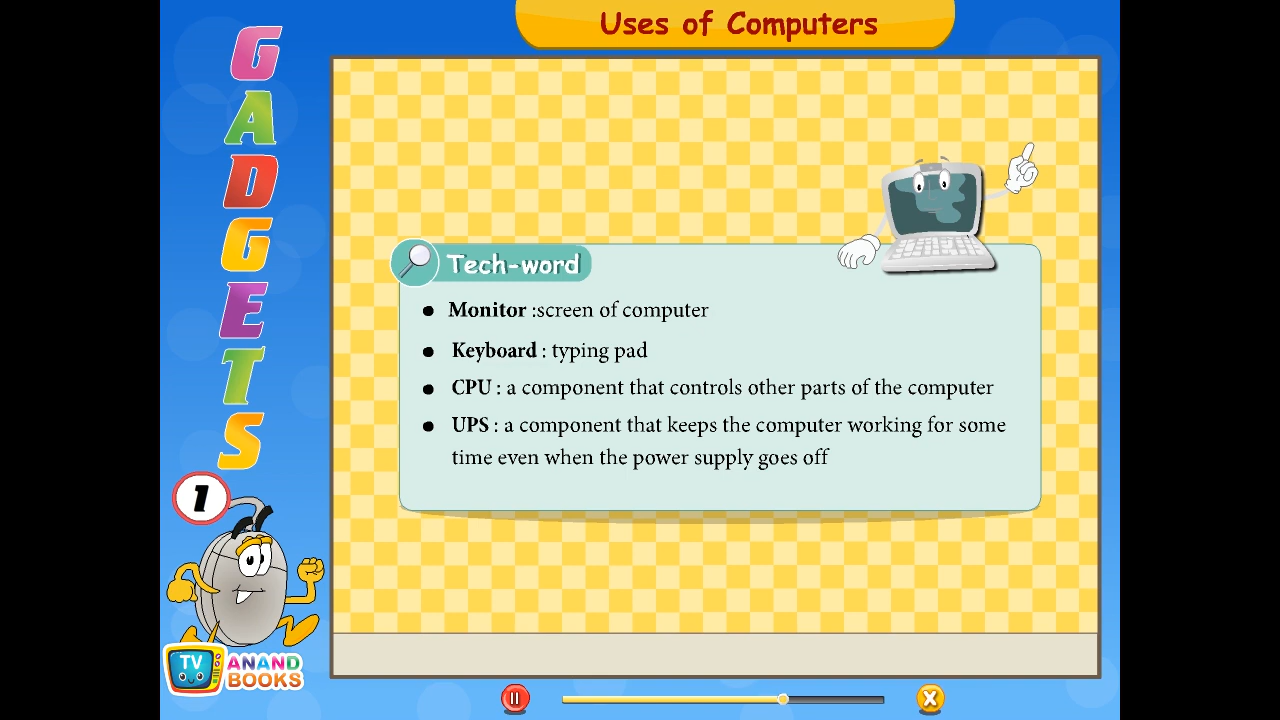 Uses of Computers
GADGETS
1
Tech-word
● Monitor :screen of computer
● Keyboard : typing pad
● CPU : a component that controls other parts of the computer
● UPS : a component that keeps the computer working for some
time even when the power supply goes off
TV
ANAND
BOOKS
X